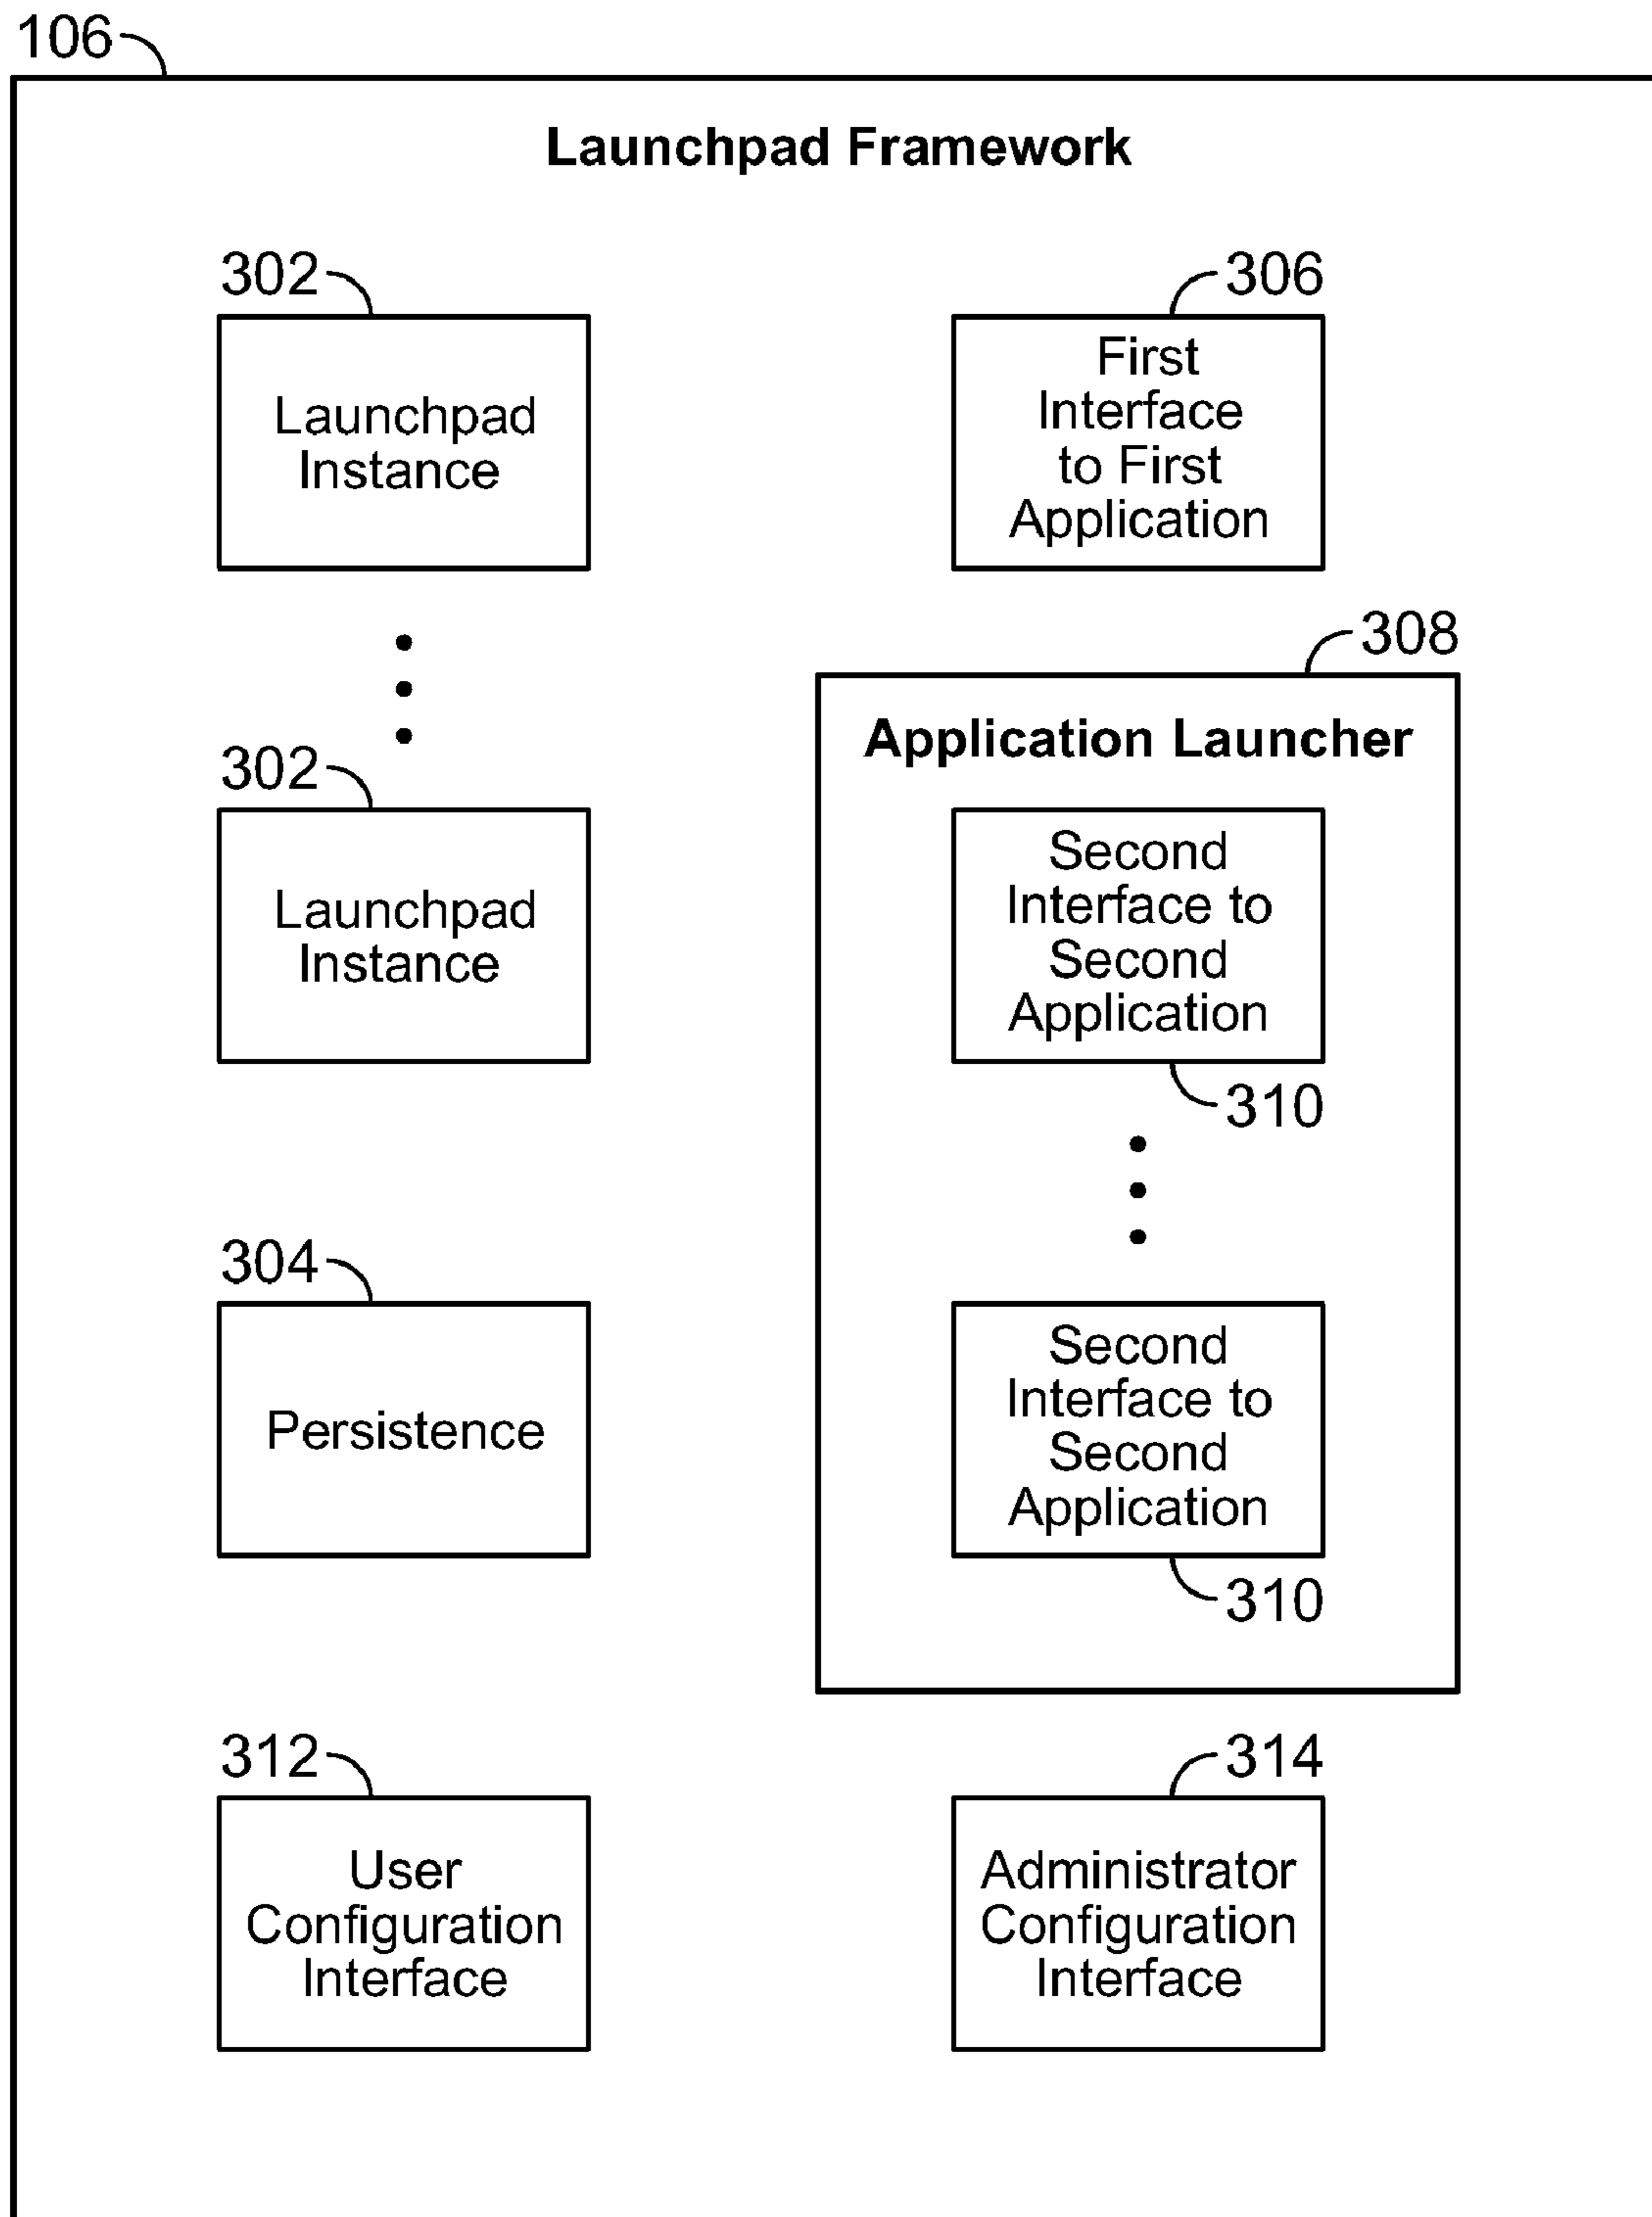 106
Launchpad Framework
302
Launchpad
Instance
306
First
Interface
to First
Application
302
Launchpad
Instance
308
Application Launcher
Second
Interface to
Second
Application
310
Second
Interface to
Second
Application
310
304
Persistence
312
User
Configuration
Interface
314
Administrator
Configuration
Interface